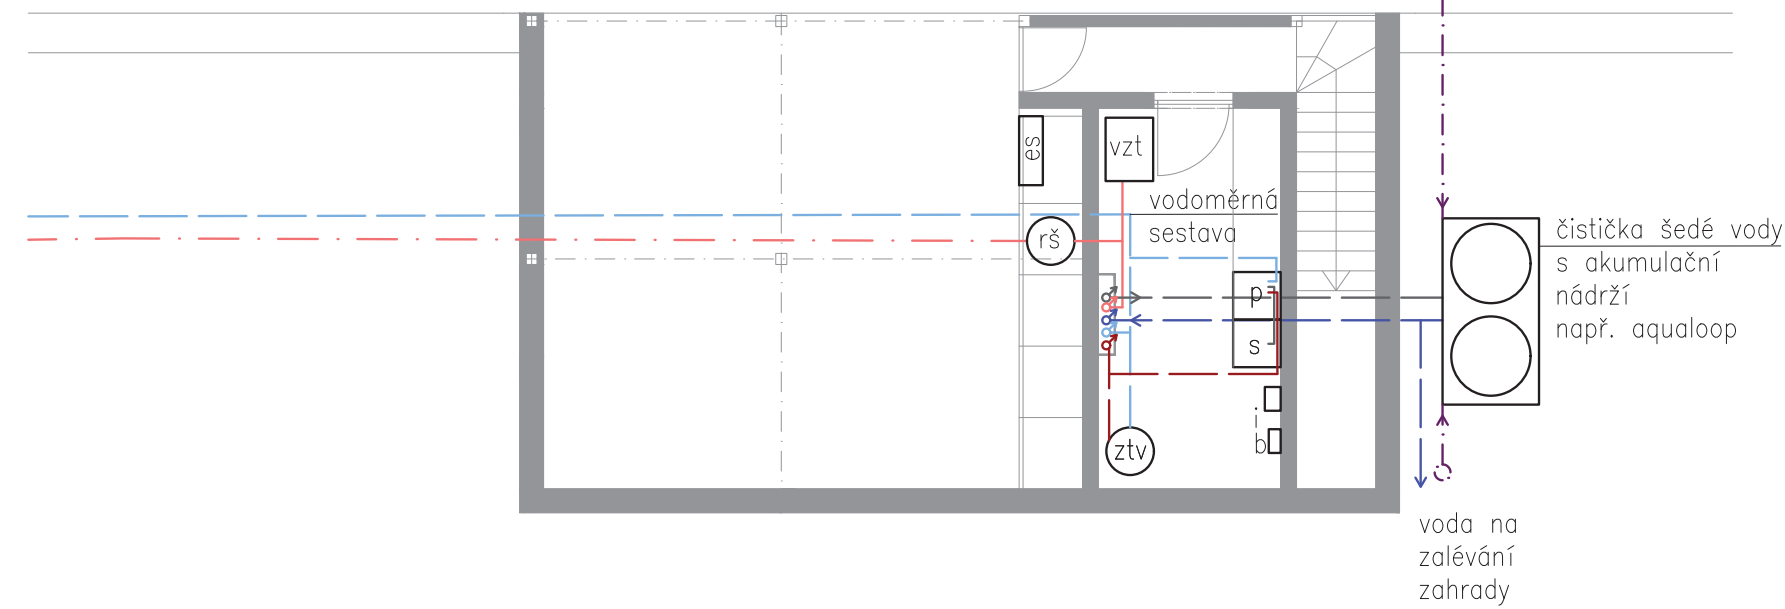 es
vzt
vodoměrná
sestava
rš
p
s
i
b
ztv
čistička šedé vody
s akumulační
nádrží
např. aqualoop
voda na
zalévání
zahrady